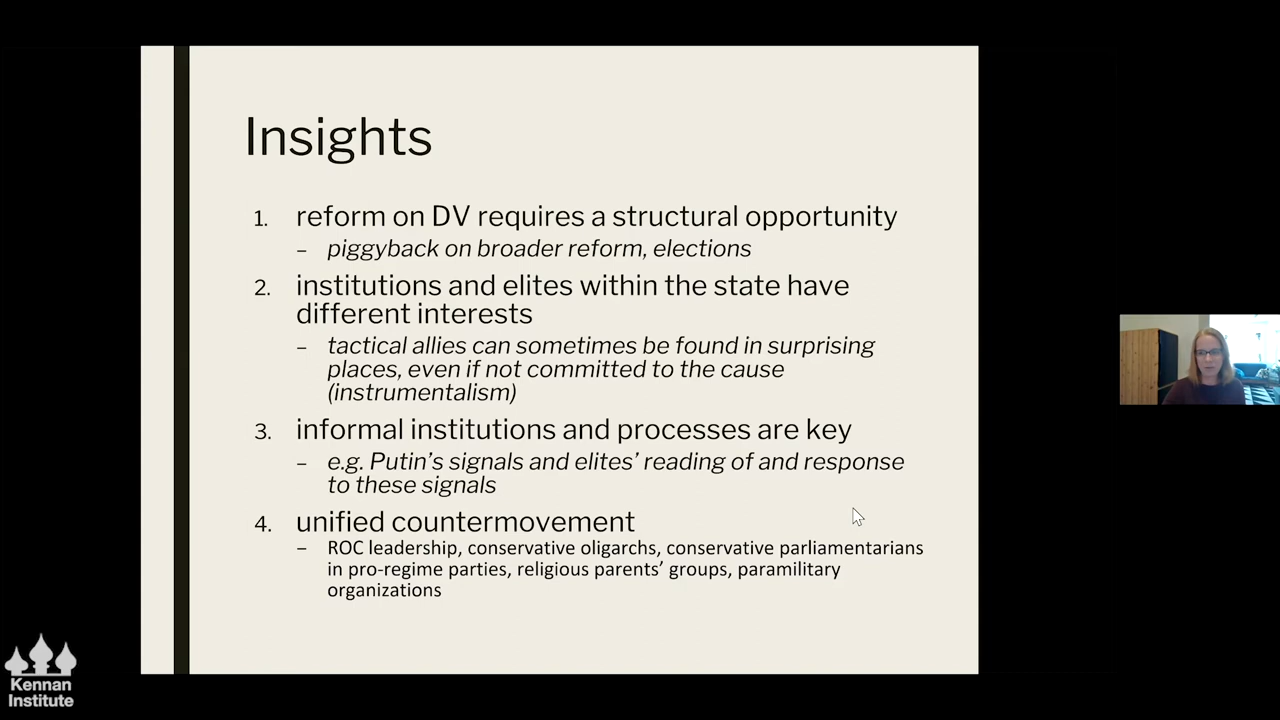 Insights
1. reform on DV requires a structural opportunity
– piggyback on broader reform, elections
2. institutions and elites within the state have
different interests
– tactical allies can sometimes be found in surprising
places, even if not committed to the cause
(instrumentalism)
3. informal institutions and processes are key
– e.g. Putin’s signals and elites’ reading of and response
to these signals
4. unified countermovement
– ROC leadership, conservative oligarchs, conservative parliamentarians
in pro-regime parties, religious parents’ groups, paramilitary
organizations
Kennan
Institute